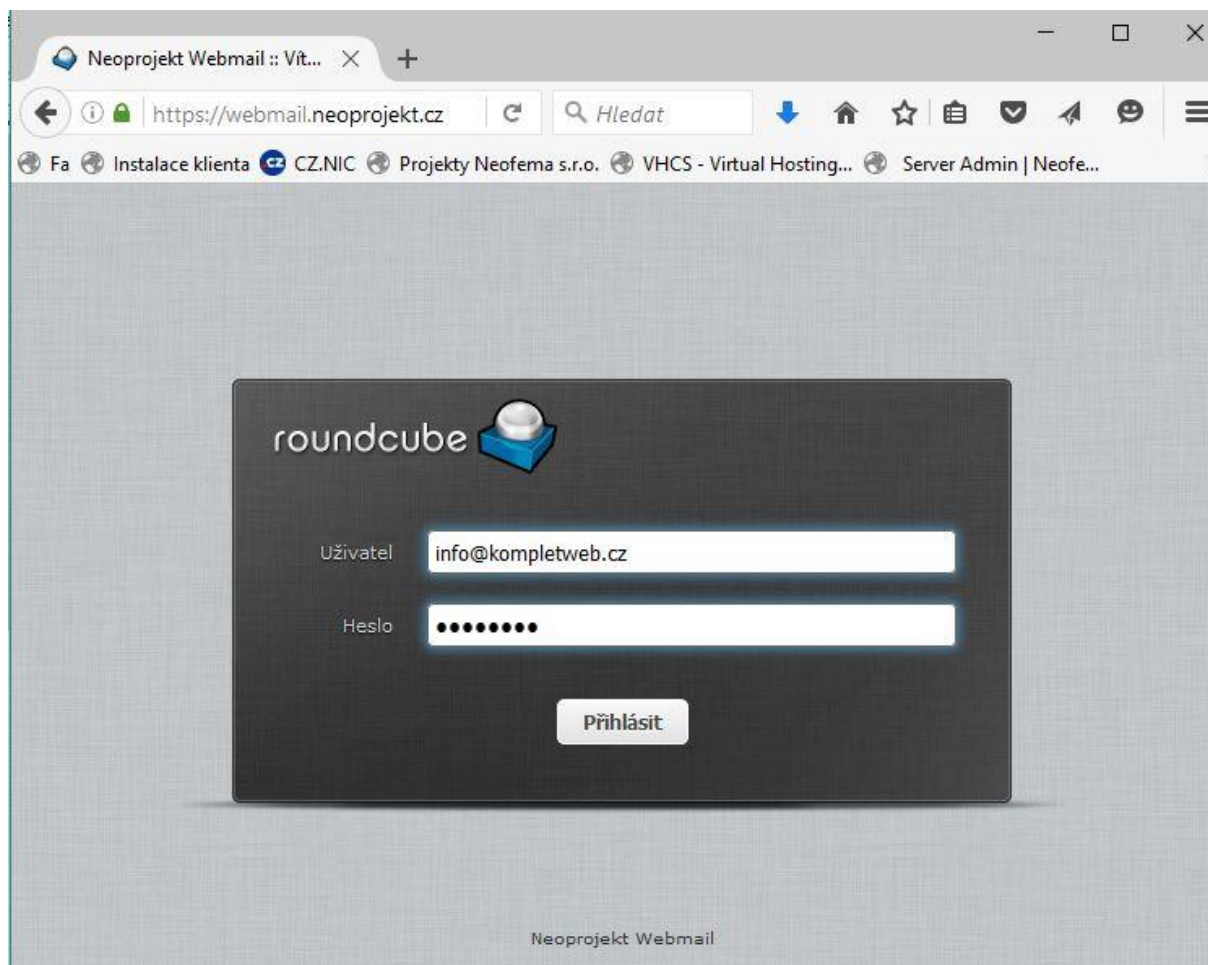 Neoprojekt Webmail :: Vít...
https://webmail.neoprojekt.cz Hledat
Fa Instalace klienta CZ CZ.NIC Projekty Neofema s.r.o. VHCS - Virtual Hosting... Server Admin | Neofe...
roundcube
Uživatel info@kompletweb.cz
Heslo ••••••••
Přihlásit
Neoprojekt Webmail